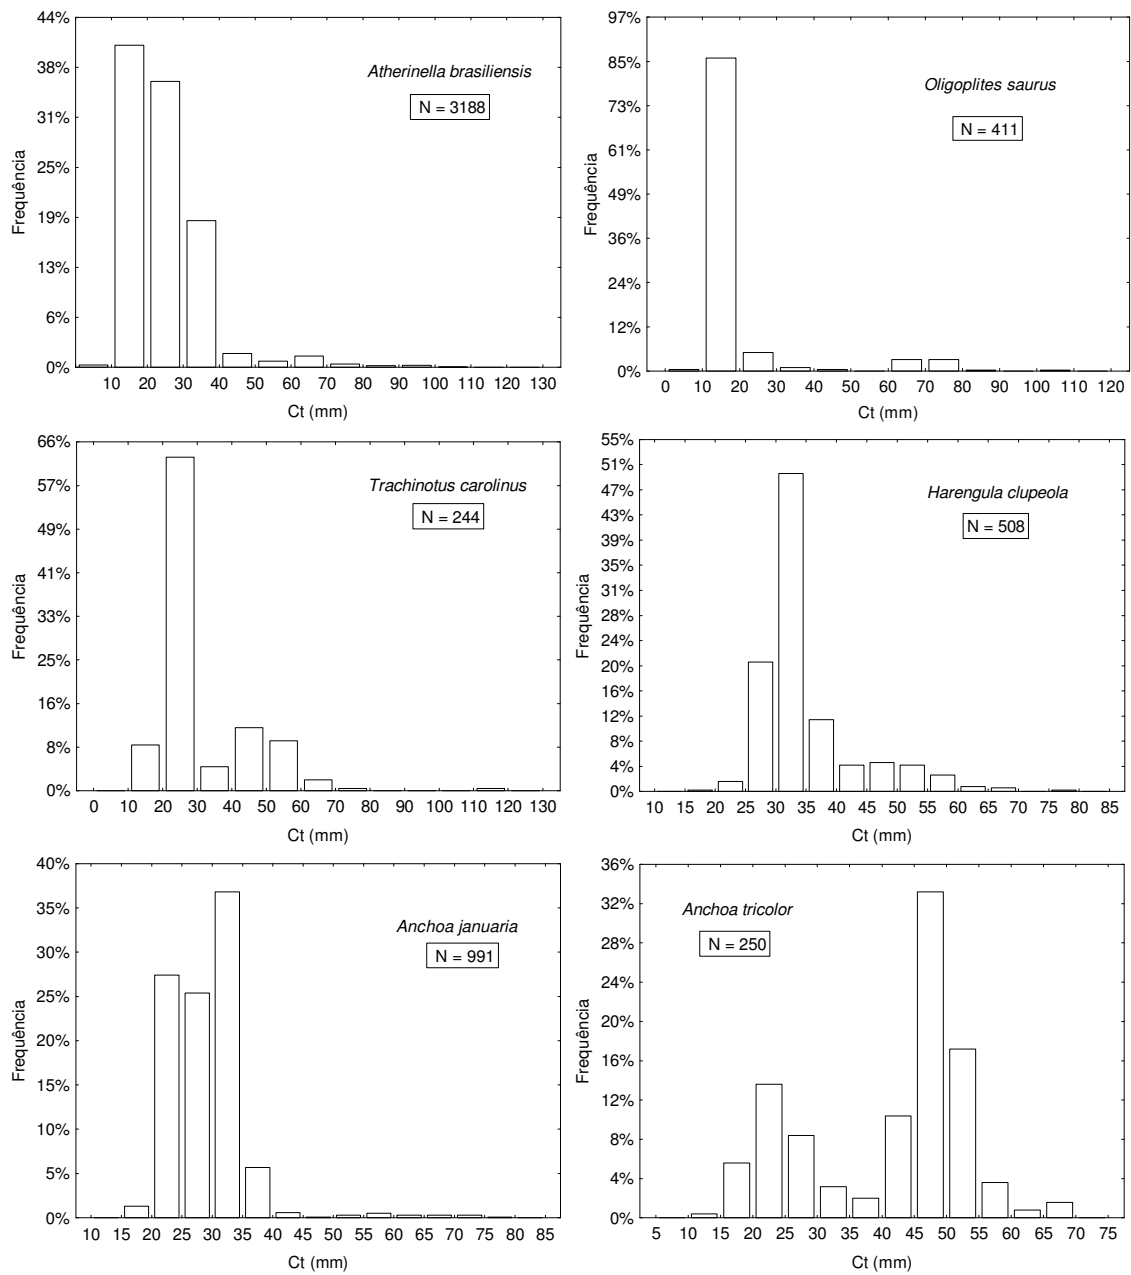 44%
38%
31%
25%
19%
13%
6%
0%
Frequência
Atherinella brasiliensis
N = 3188
10 20 30 40 50 60 70 80 90 100 110 120 130
Ct (mm)
97%
85%
73%
61%
49%
36%
24%
12%
0%
Frequência
Oligoplites saurus
N = 411
0 10 20 30 40 50 60 70 80 90 100 110 120
Ct (mm)
66%
57%
49%
41%
33%
25%
16%
8%
0%
Frequência
Trachinotus carolinus
N = 244
0 10 20 30 40 50 60 70 80 90 100 110 120 130
Ct (mm)
55%
51%
47%
43%
39%
35%
31%
28%
24%
20%
16%
12%
8%
4%
0%
Frequência
Harengula clupeola
N = 508
10 15 20 25 30 35 40 45 50 55 60 65 70 75 80 85
Ct (mm)
40%
35%
30%
25%
20%
15%
10%
5%
0%
Frequência
Anchoa januaria
N = 991
10 15 20 25 30 35 40 45 50 55 60 65 70 75 80 85
Ct (mm)
36%
32%
28%
24%
20%
16%
12%
8%
4%
0%
Frequência
Anchoa tricolor
N = 250
5 10 15 20 25 30 35 40 45 50 55 60 65 70 75
Ct (mm)